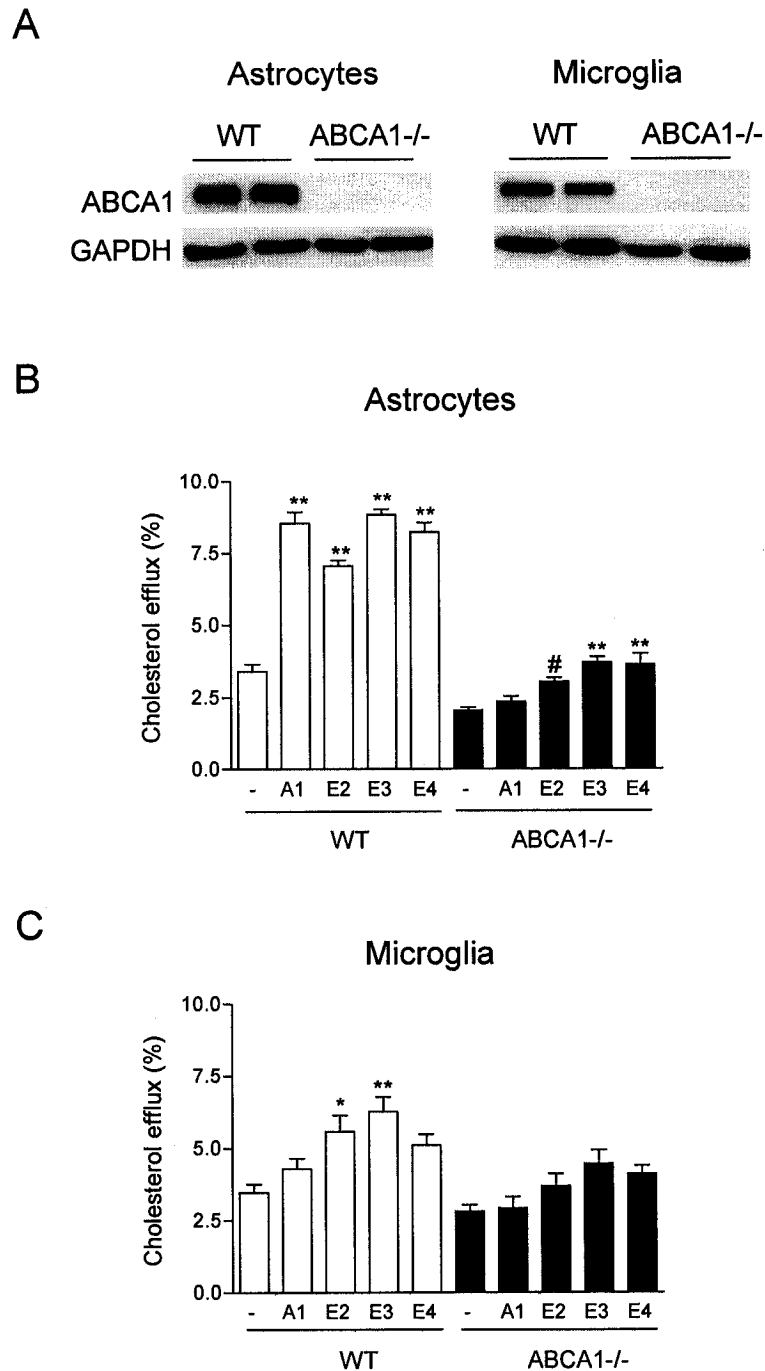 A
Astrocytes Microglia
WT ABCA1-/- WT ABCA1-/-
ABCA1
GAPDH
B
Astrocytes
Cholesterol efflux (%)
10.0
7.5
5.0
2.5
0.0
** ** ** ** # ** **
- A1 E2 E3 E4 - A1 E2 E3 E4
WT ABCA1-/-
C
Microglia
Cholesterol efflux (%)
10.0
7.5
5.0
2.5
0.0
* **
- A1 E2 E3 E4 - A1 E2 E3 E4
WT ABCA1-/-